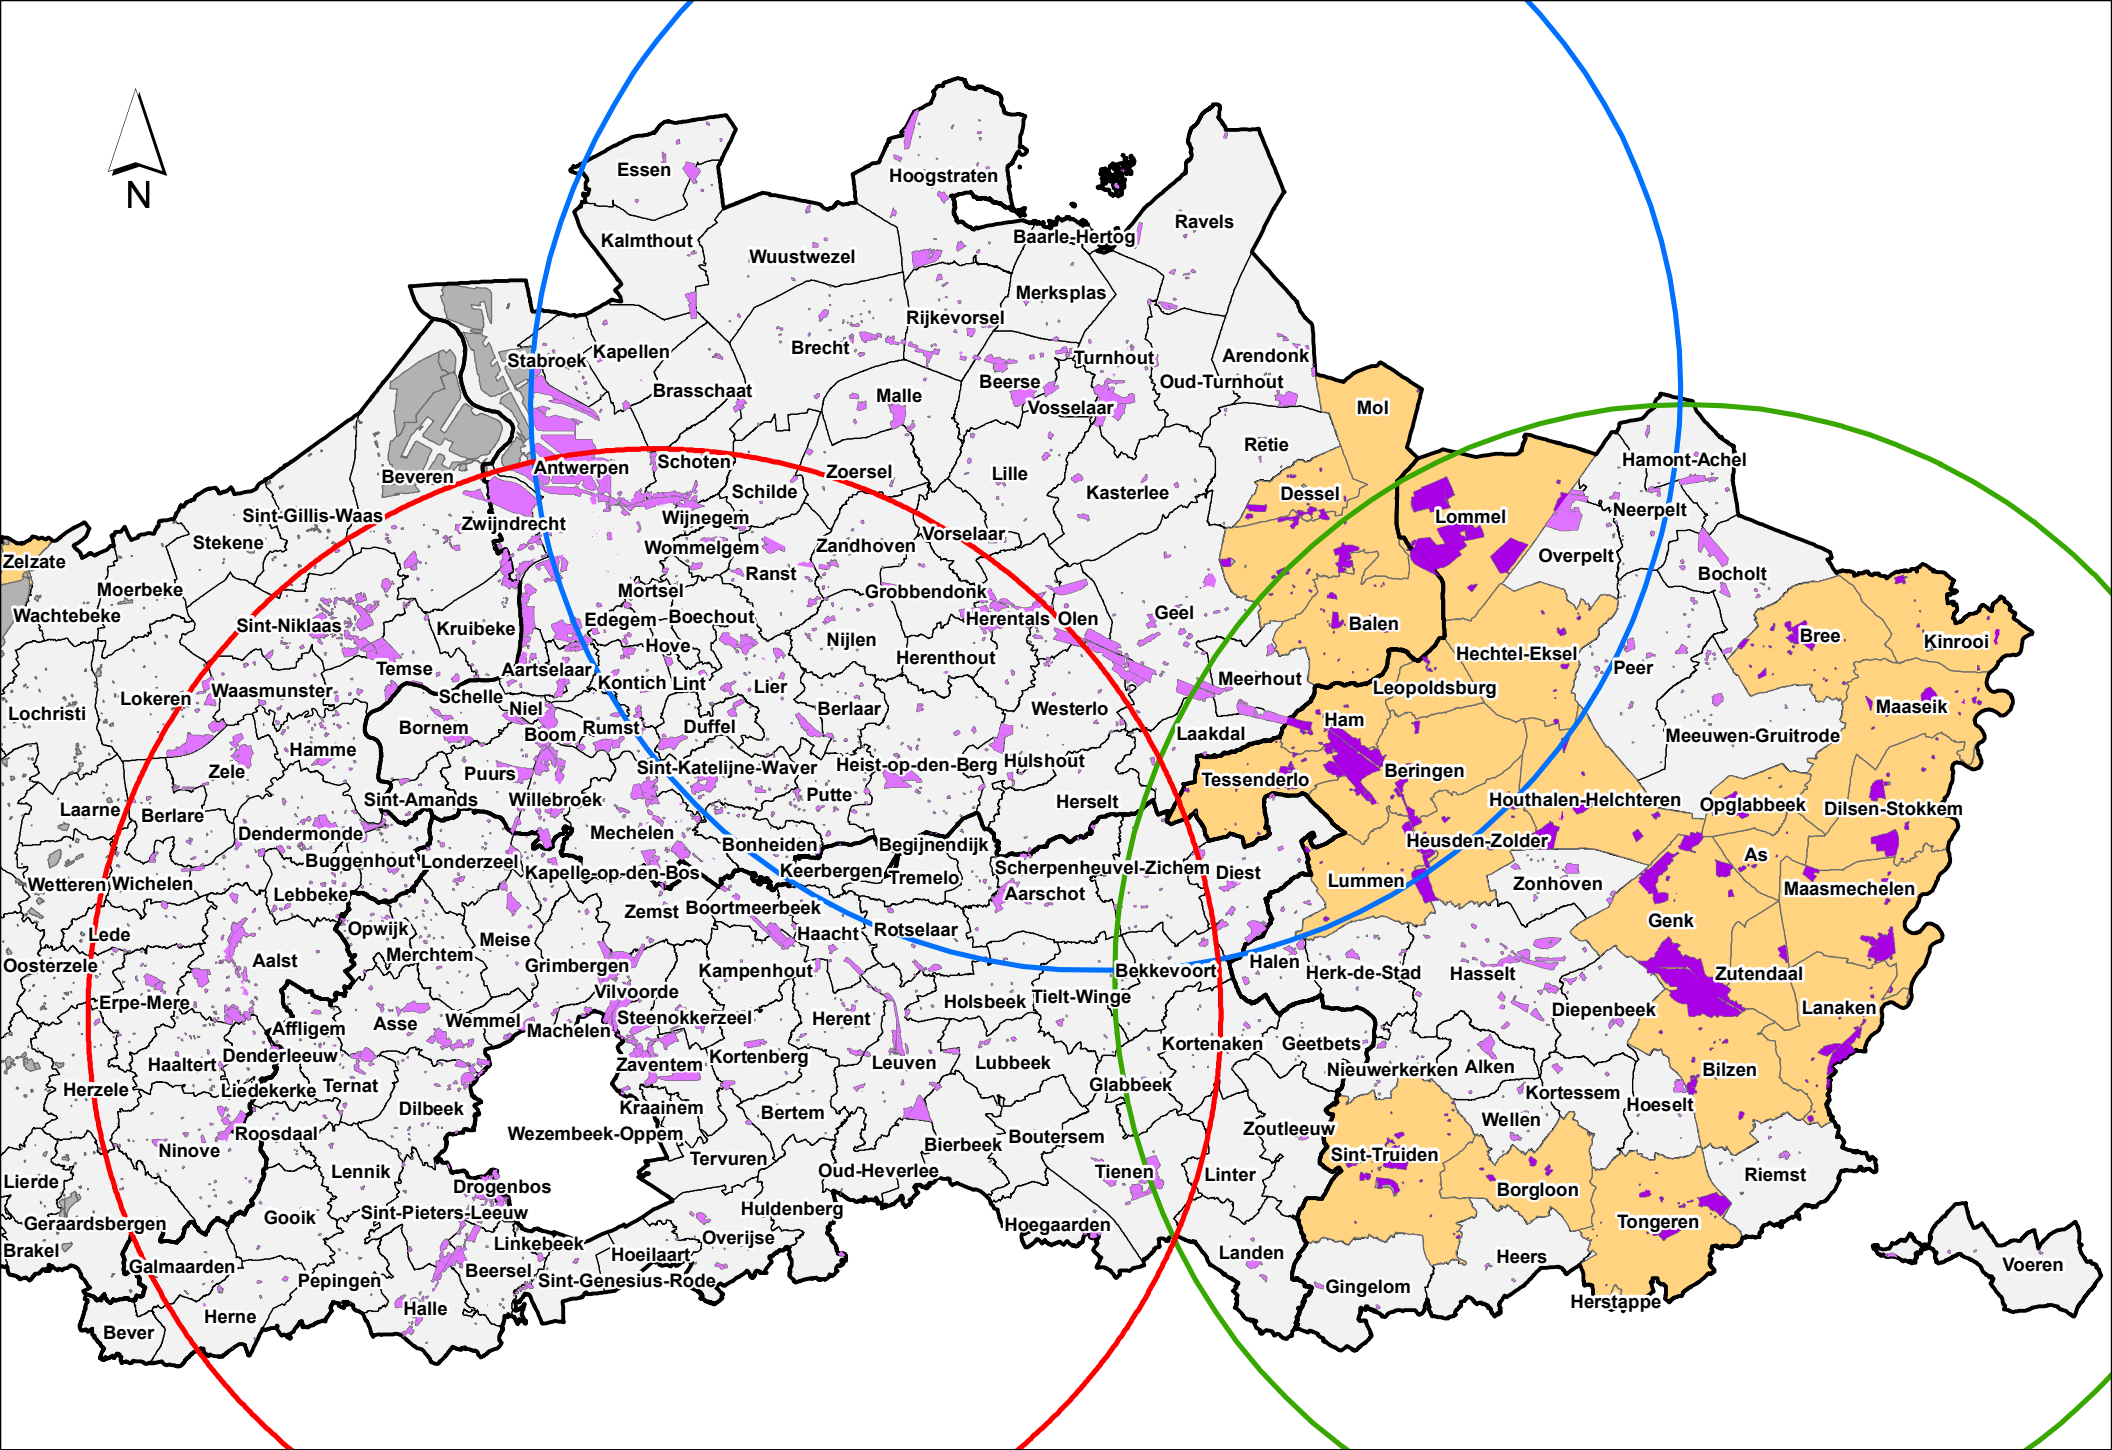 N
Essen
Hoogstraten
Kalmthout
Wuustwezel
Baarle-Hertog
Ravels
Merksplas
Rijkevorsel
Stabroek
Kapellen
Brecht
Turnhout
Arendonk
Brasschaat
Malle
Beerse
Oud-Turnhout
Vosselaar
Mol
Retie
Beveren
Antwerpen
Schoten
Zoersel
Lille
Kasterlee
Schilde
Dessel
Hamont-Achel
Lommel
Neerpelt
Sint-Gillis-Waas
Zwijndrecht
Wijnegem
Vorselaar
Stekene
Wommelgem
Zandhoven
Overpelt
Zelzate
Ranst
Bocholt
Moerbeke
Mortsel
Grobbendonk
Wachtebeke
Sint-Niklaas
Kruibeke
Edegem
Boechout
Herentals
Olen
Geel
Balen
Hove
Nijlen
Bree
Kinrooi
Temse
Aartselaar
Herenthout
Hechtel-Eksel
Peer
Lokeren
Waasmunster
Schelle
Kontich
Lint
Lier
Meerhout
Leopoldsburg
Lochristi
Niel
Berlaar
Westerlo
Maaseik
Bornem
Boom
Rumst
Duffel
Ham
Laakdal
Meeuwen-Gruitrode
Hamme
Zele
Puurs
Sint-Katelijne-Waver
Heist-op-den-Berg
Hulshout
Tessenderlo
Beringen
Laarne
Berlare
Sint-Amands
Willebroek
Putte
Herselt
Houthalen-Helchteren
Opglabbeek
Dilsen-Stokkem
Dendermonde
Mechelen
Bonheiden
Begijnendijk
Heusden-Zolder
As
Buggenhout
Londerzeel
Kapelle-op-den-Bos
Keerbergen
Tremelo
Scherpenheuvel-Zichem
Diest
Wetteren
Wichelen
Lebbeke
Aarschot
Lummen
Zonhoven
Maasmechelen
Zemst
Boortmeerbeek
Genk
Lede
Opwijk
Meise
Haacht
Rotselaar
Oosterzele
Aalst
Merchtem
Grimbergen
Kampenhout
Bekkevoort
Halen
Herk-de-Stad
Hasselt
Zutendaal
Erpe-Mere
Vilvoorde
Holsbeek
Tielt-Winge
Diepenbeek
Lanaken
Affligem
Asse
Wemmel
Machelen
Steenokkerzeel
Herent
Haaltert
Denderleeuw
Zaventem
Kortenberg
Leuven
Lubbeek
Kortenaken
Geetbets
Nieuwerkerken
Alken
Bilzen
Herzele
Liedekerke
Ternat
Glabbeek
Kortessem
Hoeselt
Dilbeek
Kraainem
Bertem
Wellen
Ninove
Roosdaal
Wezembeek-Oppem
Bierbeek
Boutersem
Zoutleeuw
Lierde
Lennik
Tervuren
Oud-Heverlee
Tienen
Linter
Sint-Truiden
Riemst
Drogenbos
Borgloon
Geraardsbergen
Gooik
Sint-Pieters-Leeuw
Huldenberg
Hoegaarden
Tongeren
Brakel
Galmaarden
Linkebeek
Hoeilaart
Overijse
Landen
Heers
Voeren
Pepingen
Beersel
Sint-Genesius-Rode
Gingelom
Herstappe
Herne
Halle
Bever